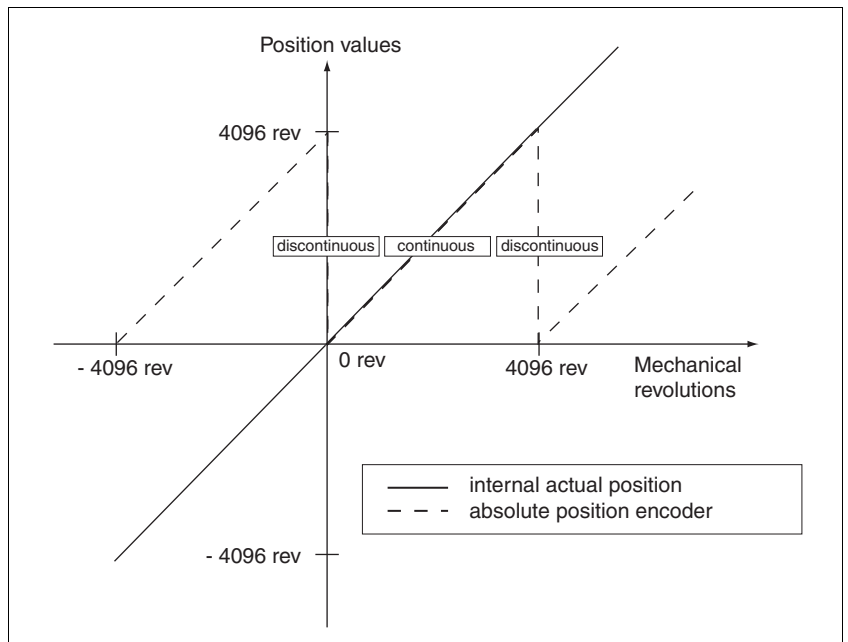 Position values
4096 rev
discontinuous
continuous
discontinuous
0 rev
- 4096 rev
4096 rev
Mechanical
revolutions
internal actual position
absolute position encoder
- 4096 rev